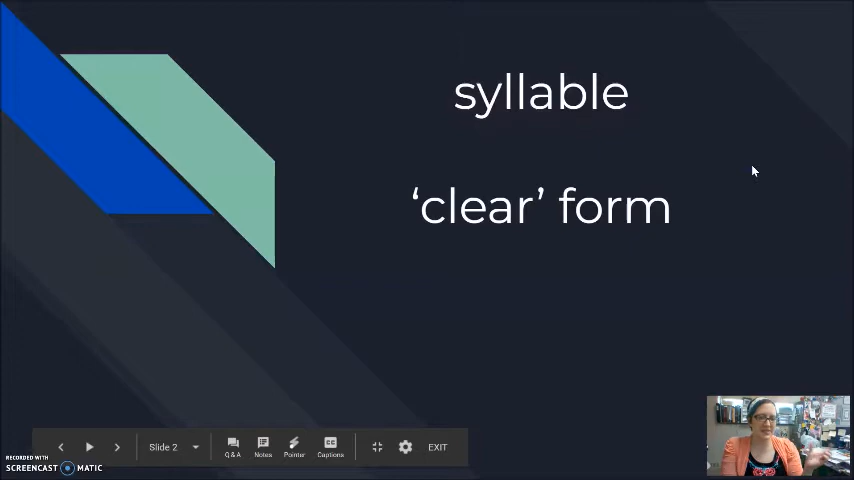 syllable
‘clear’ form
Slide 2
Q & A
Notes
Pointer
Captions
EXIT
RECORDED WITH
SCREENCAST MATIC